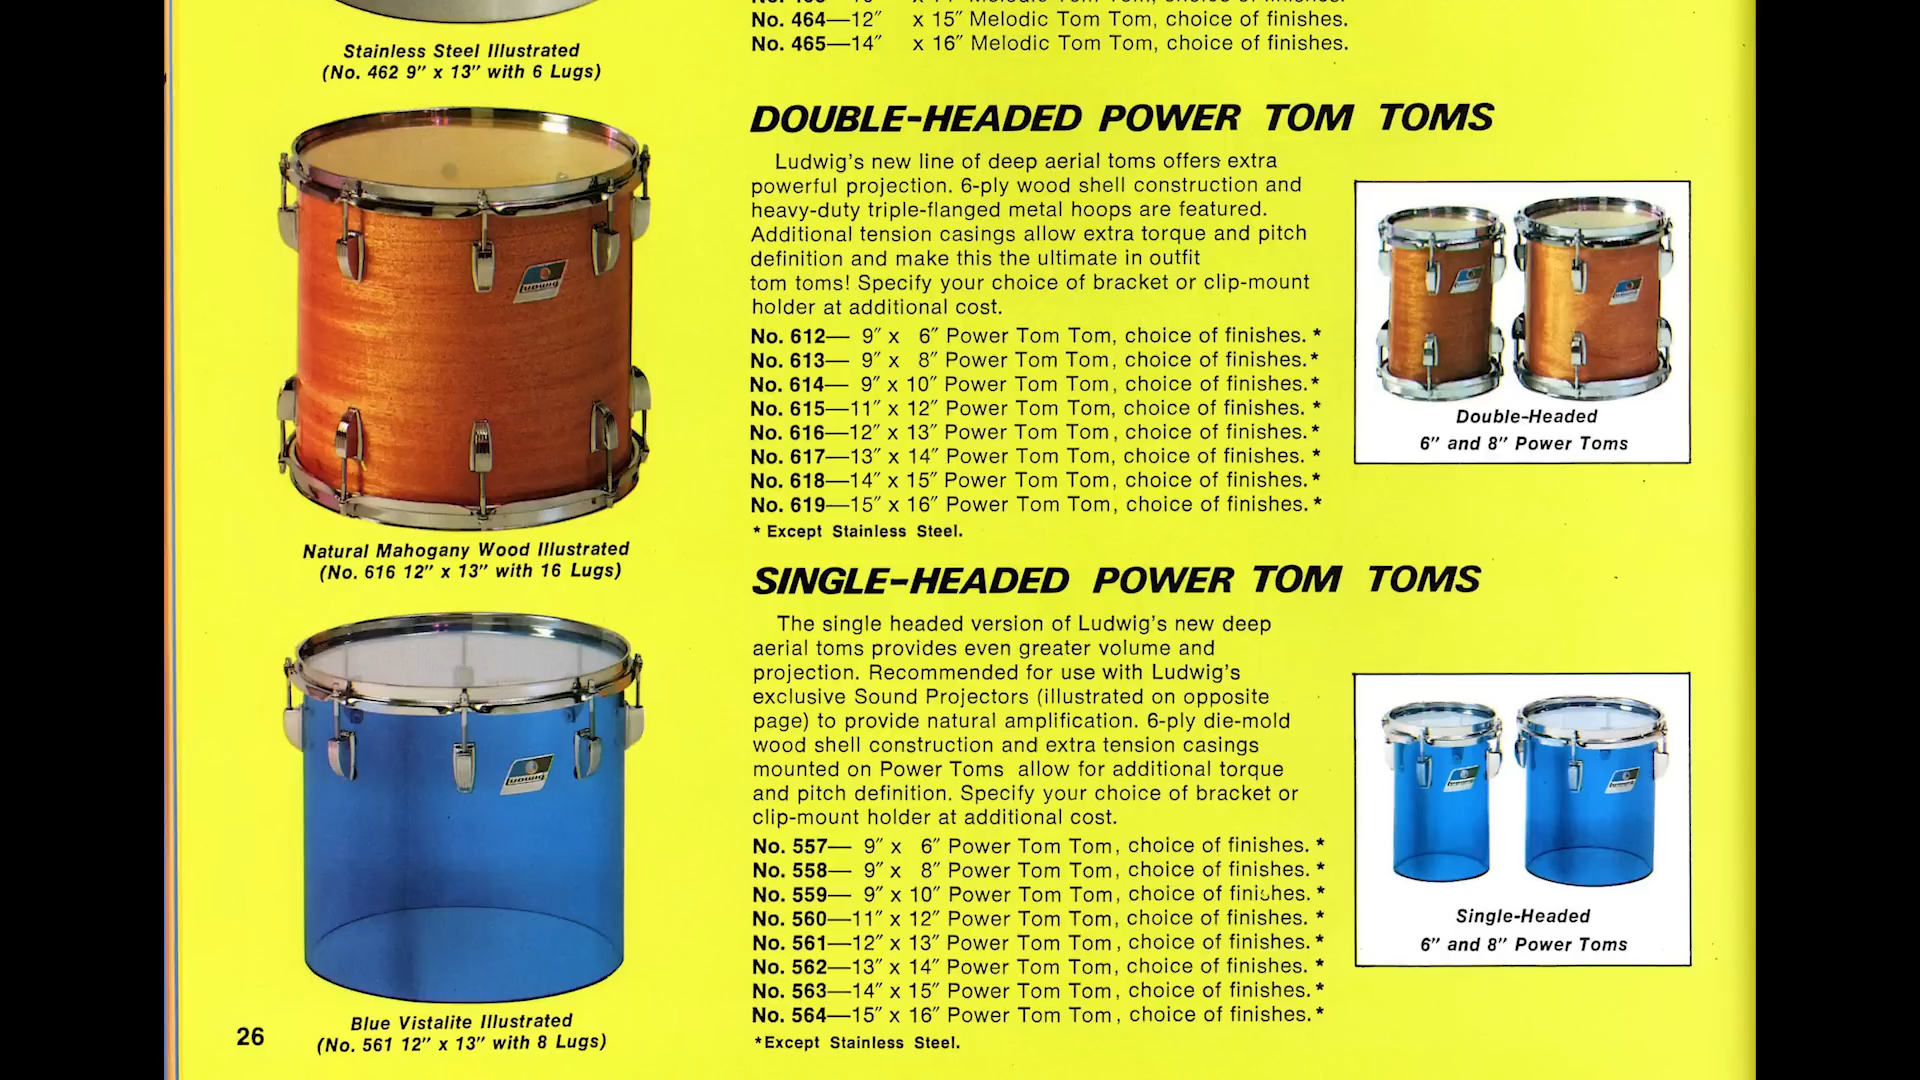 No. 464—12″ x 15″ Melodic Tom Tom, choice of finishes.
No. 465—14″ x 16″ Melodic Tom Tom, choice of finishes.
Stainless Steel Illustrated
(No. 462 9″ x 13″ with 6 Lugs)
DOUBLE-HEADED POWER TOM TOMS
Ludwig's new line of deep aerial toms offers extra
powerful projection. 6-ply wood shell construction and
heavy-duty triple-flanged metal hoops are featured.
Additional tension casings allow extra torque and pitch
definition and make this the ultimate in outfit
tom toms! Specify your choice of bracket or clip-mount
holder at additional cost.
No. 612— 9″ x 6″ Power Tom Tom, choice of finishes.*
No. 613— 9″ x 8″ Power Tom Tom, choice of finishes.*
No. 614— 9″ x 10″ Power Tom Tom, choice of finishes.*
No. 615—11″ x 12″ Power Tom Tom, choice of finishes.*
No. 616—12″ x 13″ Power Tom Tom, choice of finishes.*
No. 617—13″ x 14″ Power Tom Tom, choice of finishes.*
No. 618—14″ x 15″ Power Tom Tom, choice of finishes.*
No. 619—15″ x 16″ Power Tom Tom, choice of finishes.*
* Except Stainless Steel.
Ludwig
Natural Mahogany Wood Illustrated
(No. 616 12″ x 13″ with 16 Lugs)
Double-Headed
6″ and 8″ Power Toms
SINGLE-HEADED POWER TOM TOMS
The single headed version of Ludwig's new deep
aerial toms provides even greater volume and
projection. Recommended for use with Ludwig's
exclusive Sound Projectors (illustrated on opposite
page) to provide natural amplification. 6-ply die-mold
wood shell construction and extra tension casings
mounted on Power Toms allow for additional torque
and pitch definition. Specify your choice of bracket or
clip-mount holder at additional cost.
No. 557— 9″ x 6″ Power Tom Tom, choice of finishes.*
No. 558— 9″ x 8″ Power Tom Tom, choice of finishes.*
No. 559— 9″ x 10″ Power Tom Tom, choice of finishes.*
No. 560—11″ x 12″ Power Tom Tom, choice of finishes.*
No. 561—12″ x 13″ Power Tom Tom, choice of finishes.*
No. 562—13″ x 14″ Power Tom Tom, choice of finishes.*
No. 563—14″ x 15″ Power Tom Tom, choice of finishes.*
No. 564—15″ x 16″ Power Tom Tom, choice of finishes.*
*Except Stainless Steel.
Ludwig
Blue Vistalite Illustrated
(No. 561 12″ x 13″ with 8 Lugs)
Single-Headed
6″ and 8″ Power Toms
26